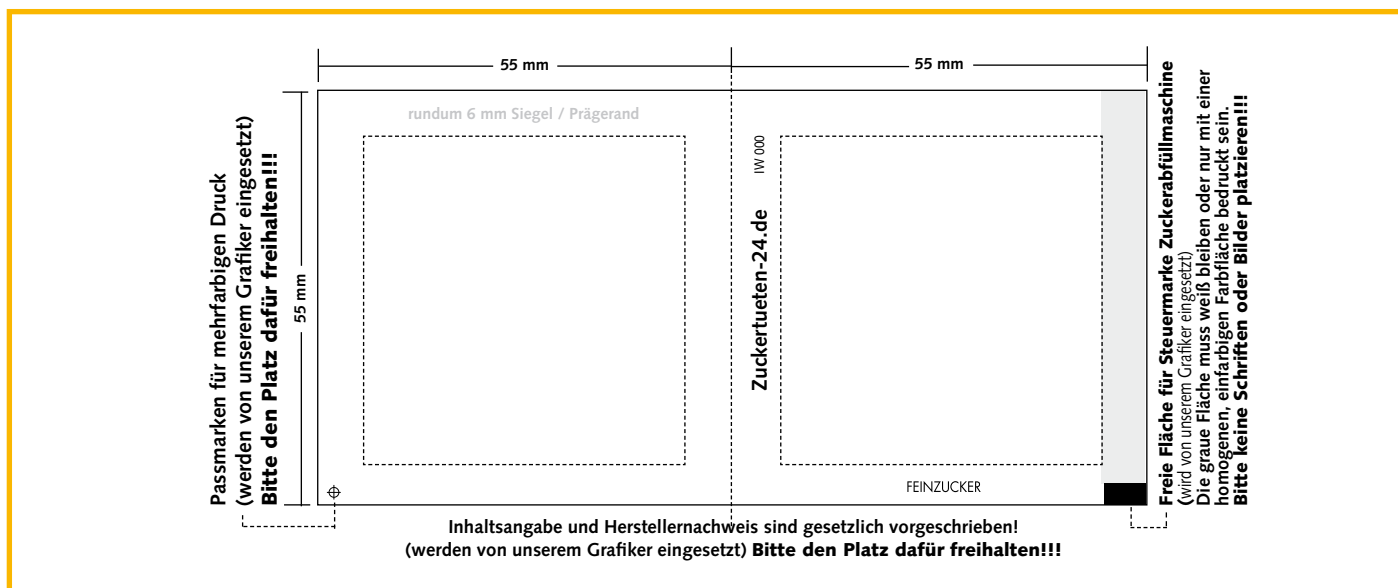 55 mm
55 mm
rundum 6 mm Siegel / Prägerand
Passmarken für mehrfarbigen Druck
(werden von unserem Grafiker eingesetzt)
Bitte den Platz dafür freihalten!!!
55 mm
IW 000
Zuckertueten-24.de
FEINZUCKER
Freie Fläche für Steuermarke Zuckerabfüllmaschine
(wird von unserem Grafiker eingesetzt)
Die graue Fläche muss weiß bleiben oder nur mit einer
homogenen, einfarbigen Farbfläche bedruckt sein.
Bitte keine Schriften oder Bilder platzieren!!!
Inhaltsangabe und Herstellernachweis sind gesetzlich vorgeschrieben!
(werden von unserem Grafiker eingesetzt) Bitte den Platz dafür freihalten!!!